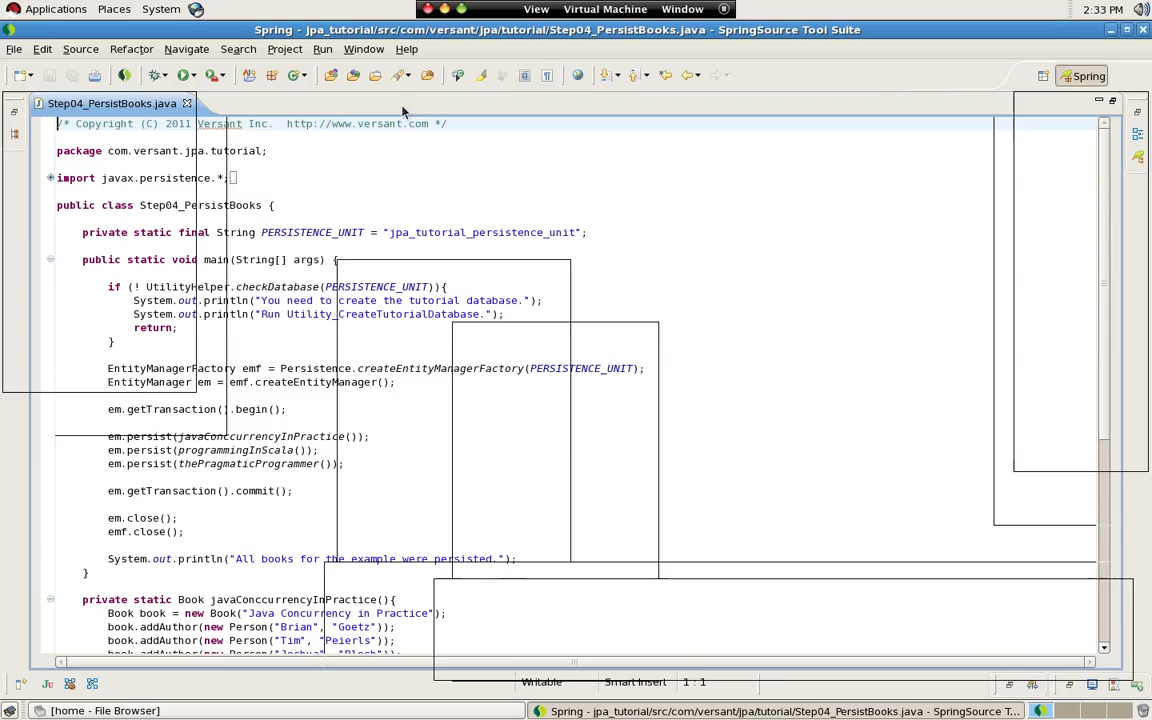 Applications Places System View Virtual Machine Window 2:33 PM
Spring - jpa_tutorial/src/com/versant/jpa/tutorial/Step04_PersistBooks.java - SpringSource Tool Suite
File Edit Source Refactor Navigate Search Project Run Window Help
Spring
Step04_PersistBooks.java
/* Copyright (C) 2011 Versant Inc.  http://www.versant.com */
package com.versant.jpa.tutorial;
import javax.persistence.*;
public class Step04_PersistBooks {
private static final String PERSISTENCE_UNIT = "jpa_tutorial_persistence_unit";
public static void main(String[] args) {
if (! UtilityHelper.checkDatabase(PERSISTENCE_UNIT)){
System.out.println("You need to create the tutorial database.");
System.out.println("Run Utility_CreateTutorialDatabase.");
return;
}
EntityManagerFactory emf = Persistence.createEntityManagerFactory(PERSISTENCE_UNIT);
EntityManager em = emf.createEntityManager();
em.getTransaction().begin();
em.persist(javaConccurrencyInPractice());
em.persist(programmingInScala());
em.persist(thePragmaticProgrammer());
em.getTransaction().commit();
em.close();
emf.close();
System.out.println("All books for the example were persisted.");
}
private static Book javaConccurrencyInPractice(){
Book book = new Book("Java Concurrency in Practice");
book.addAuthor(new Person("Brian", "Goetz"));
book.addAuthor(new Person("Tim", "Peierls"));
book.addAuthor(new Person("Joshua", "Bloch"));
Writable Smart Insert 1 : 1
[home - File Browser] Spring - jpa_tutorial/src/com/versant/jpa/tutorial/Step04_PersistBooks.java - SpringSource T...